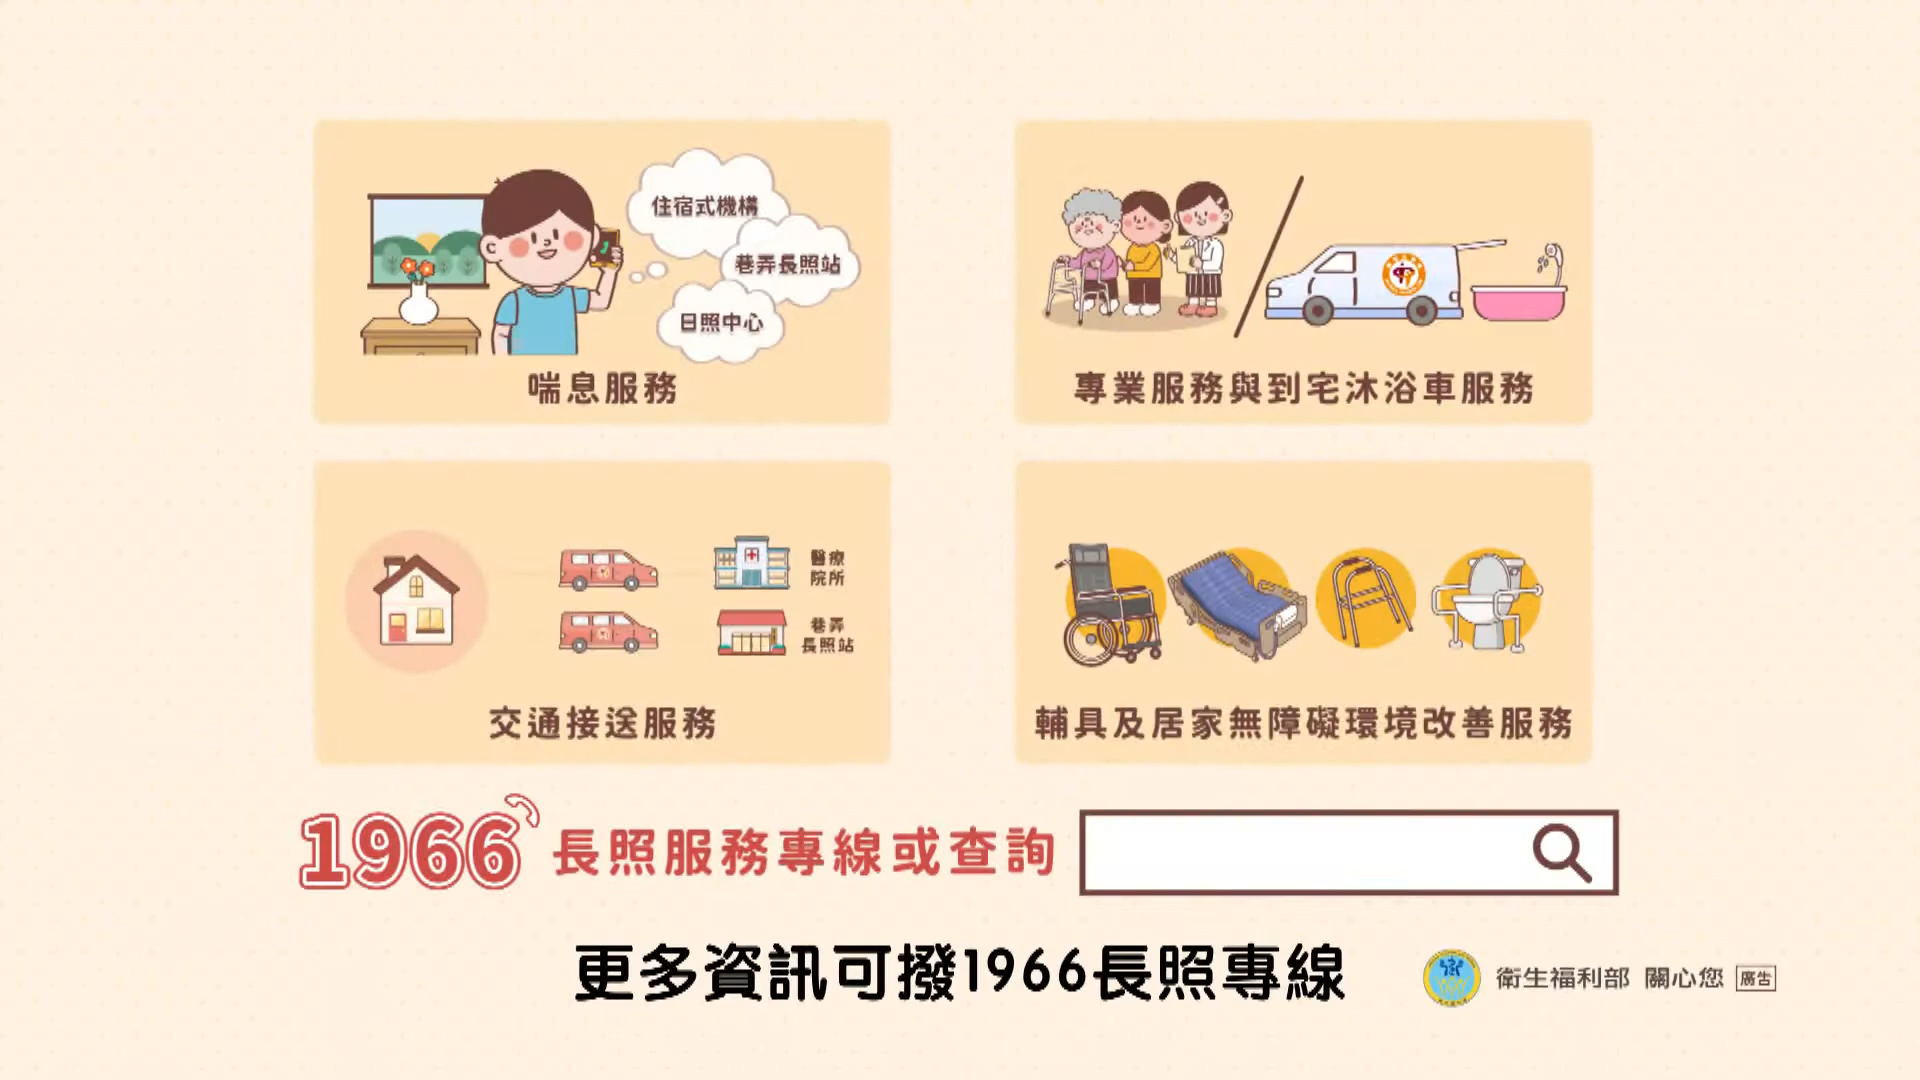 住宿式機構
巷弄長照站
日照中心
喘息服務
專業服務與到宅沐浴車服務
醫療
院所
巷弄
長照站
交通接送服務
輔具及居家無障礙環境改善服務
1966 長照服務專線或查詢
更多資訊可撥1966長照專線
衛生福利部 關心您 廣告